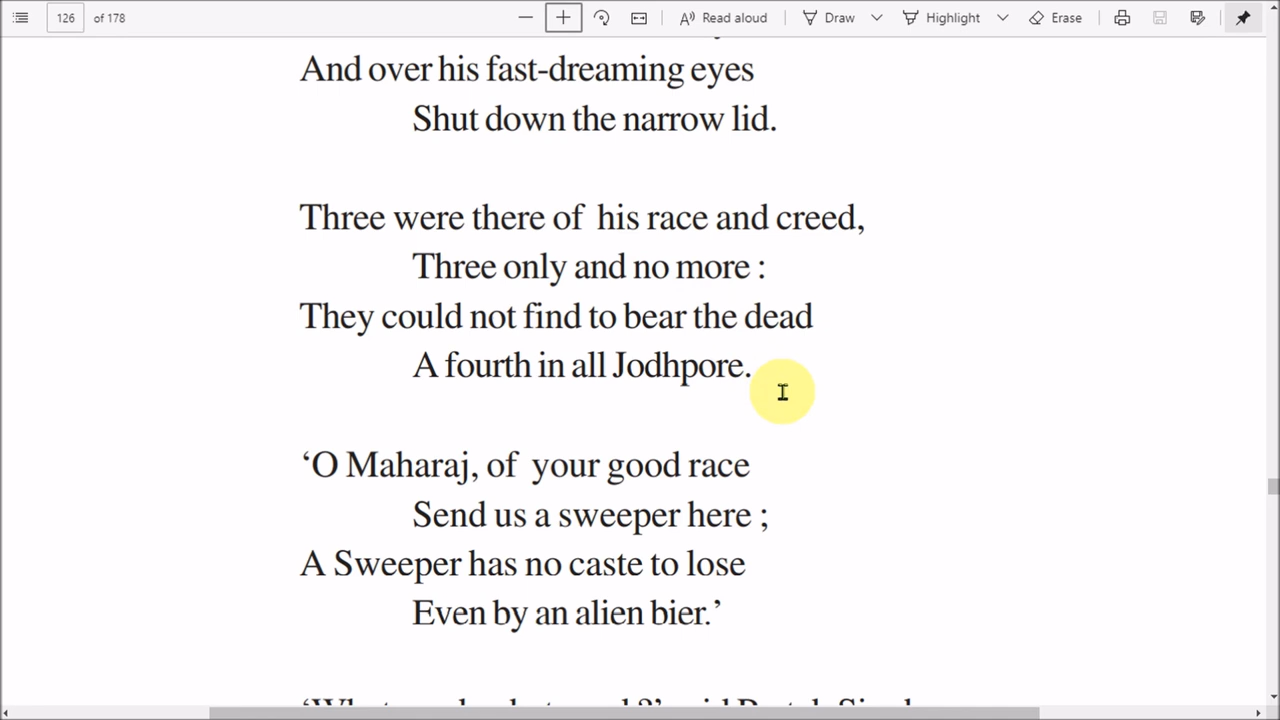 126 of 178 Read aloud Draw Highlight Erase
And over his fast-dreaming eyes
Shut down the narrow lid.
Three were there of his race and creed,
Three only and no more :
They could not find to bear the dead
A fourth in all Jodhpore.
‘O Maharaj, of your good race
Send us a sweeper here ;
A Sweeper has no caste to lose
Even by an alien bier.’